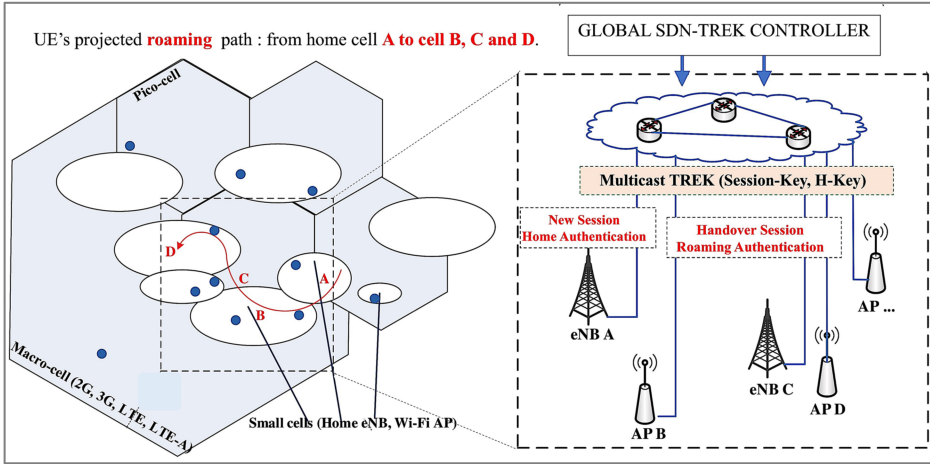 UE's projected roaming path : from home cell A to cell B, C and D.
Pico-cell
D
C
A
B
Macro-cell (2G, 3G, LTE, LTE-A)
Small cells (Home eNB, Wi-Fi AP)
GLOBAL SDN-TREK CONTROLLER
Multicast TREK (Session-Key, H-Key)
New Session
Home Authentication
Handover Session
Roaming Authentication
eNB A
AP B
eNB C
AP D
AP ...